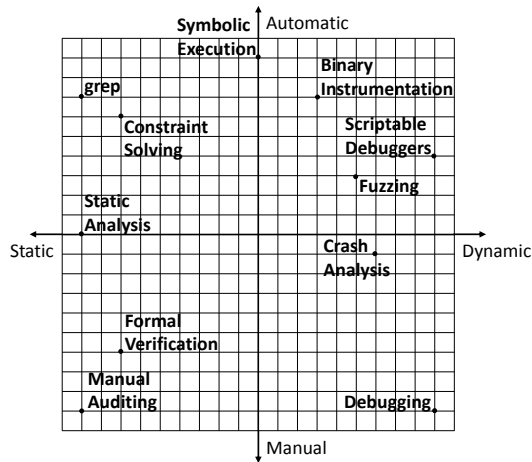 Symbolic
Execution
Automatic
Binary
Instrumentation
grep
Constraint
Solving
Scriptable
Debuggers
Fuzzing
Static
Analysis
Static
Dynamic
Crash
Analysis
Formal
Verification
Manual
Auditing
Debugging
Manual